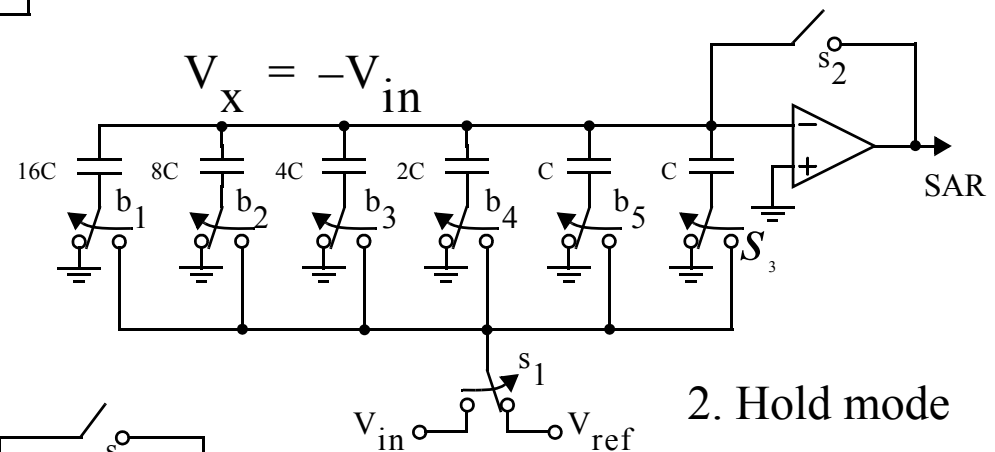 s2
Vx = –Vin
16C 8C 4C 2C C C
b1 b2 b3 b4 b5 S3
– +
SAR
s1
Vin Vref
2. Hold mode
s